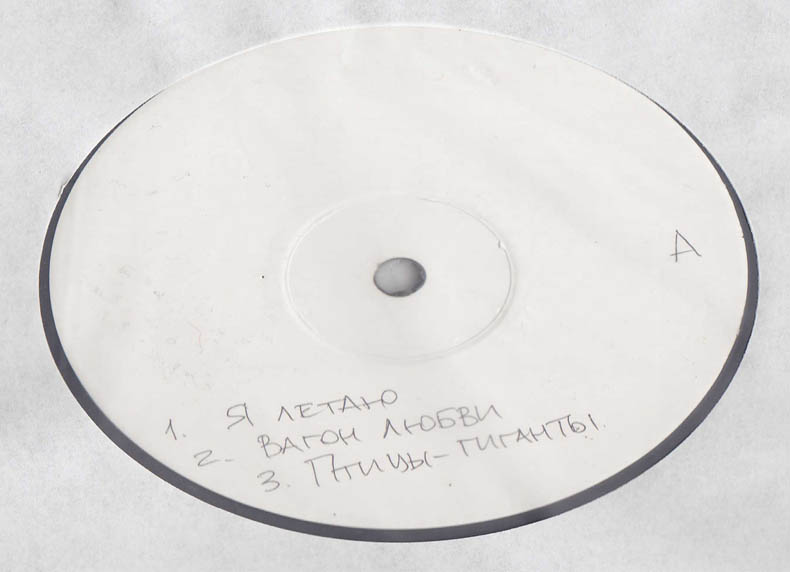 A
1. Я ЛЕТАЮ
2. ВАГОН ЛЮБВИ
3. Птицы-гиганты.